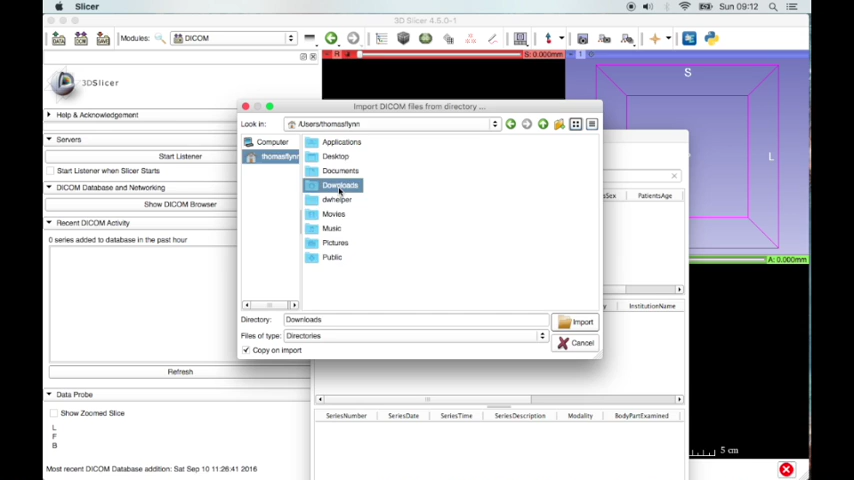 Slicer
Sun 09:12
3D Slicer 4.5.0-1
DATA
DCM
SAVE
Modules:
DICOM
R
S: 0.000mm
1
3DSlicer
Help & Acknowledgement
Servers
Start Listener
Start Listener when Slicer Starts
DICOM Database and Networking
Show DICOM Browser
Recent DICOM Activity
0 series added to database in the past hour
Refresh
Data Probe
Show Zoomed Slice
L
F
B
Most recent DICOM Database addition: Sat Sep 10 11:26:41 2016
Import DICOM files from directory ...
Look in:
/Users/thomasflynn
Computer
thomasflynn
Applications
Desktop
Documents
Downloads
dwhelper
Movies
Music
Pictures
Public
Directory:
Downloads
Import
Files of type:
Directories
Cancel
Copy on import
S
L
PatientsAge
A: 0.000mm
InstitutionName
SeriesNumber
SeriesDate
SeriesTime
SeriesDescription
Modality
BodyPartExamined
5 cm